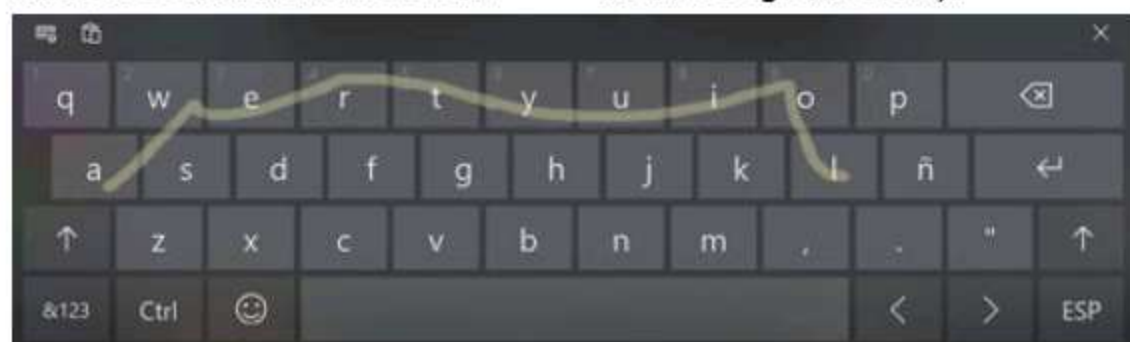 q w e r t y u i o p
a s d f g h j k l ñ
z x c v b n m , . "
&123 Ctrl < > ESP